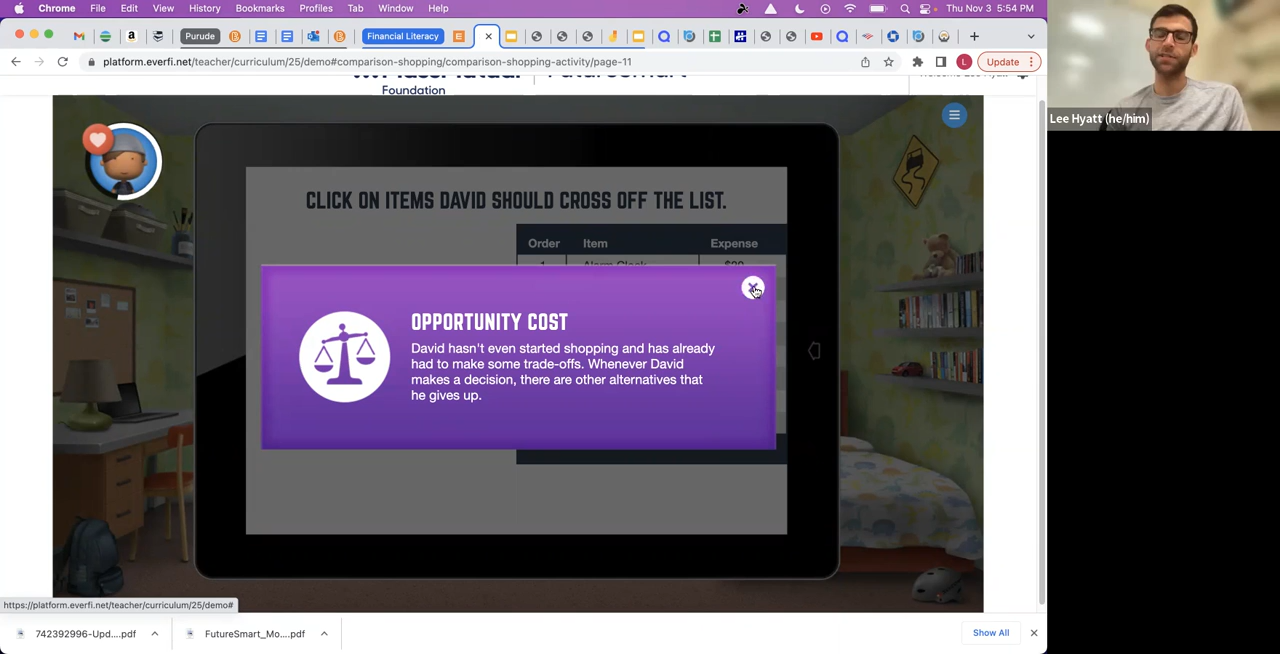 Chrome File Edit View History Bookmarks Profiles Tab Window Help Thu Nov 3 5:54 PM
Purude Financial Literacy
platform.everfi.net/teacher/curriculum/25/demo#comparison-shopping/comparison-shopping-activity/page-11 L Update
Foundation
CLICK ON ITEMS DAVID SHOULD CROSS OFF THE LIST.
Order Item Expense
OPPORTUNITY COST
David hasn't even started shopping and has already
had to make some trade-offs. Whenever David
makes a decision, there are other alternatives that
he gives up.
https://platform.everfi.net/teacher/curriculum/25/demo#
742392996-Upd....pdf FutureSmart_Mo....pdf Show All
Lee Hyatt (he/him)